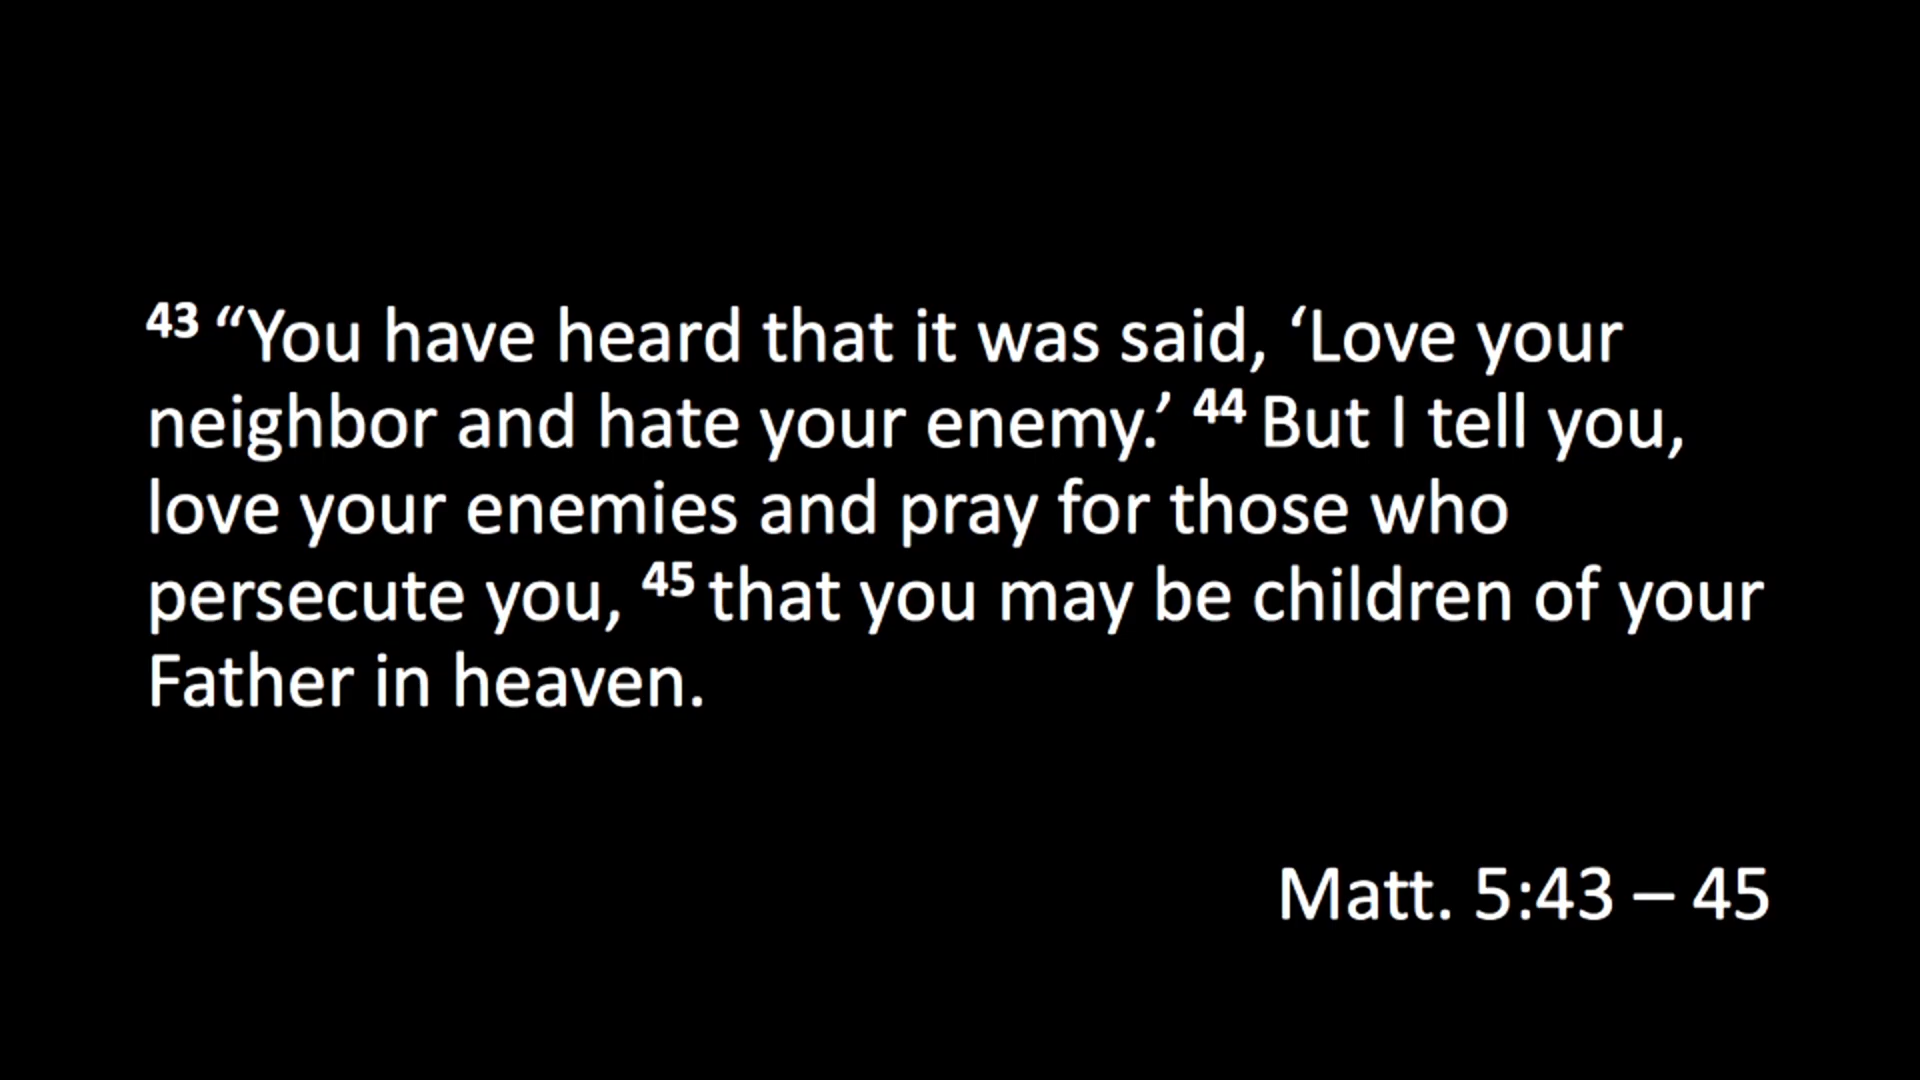 43 “You have heard that it was said, ‘Love your
neighbor and hate your enemy.’ 44 But I tell you,
love your enemies and pray for those who
persecute you, 45 that you may be children of your
Father in heaven.
Matt. 5:43 – 45